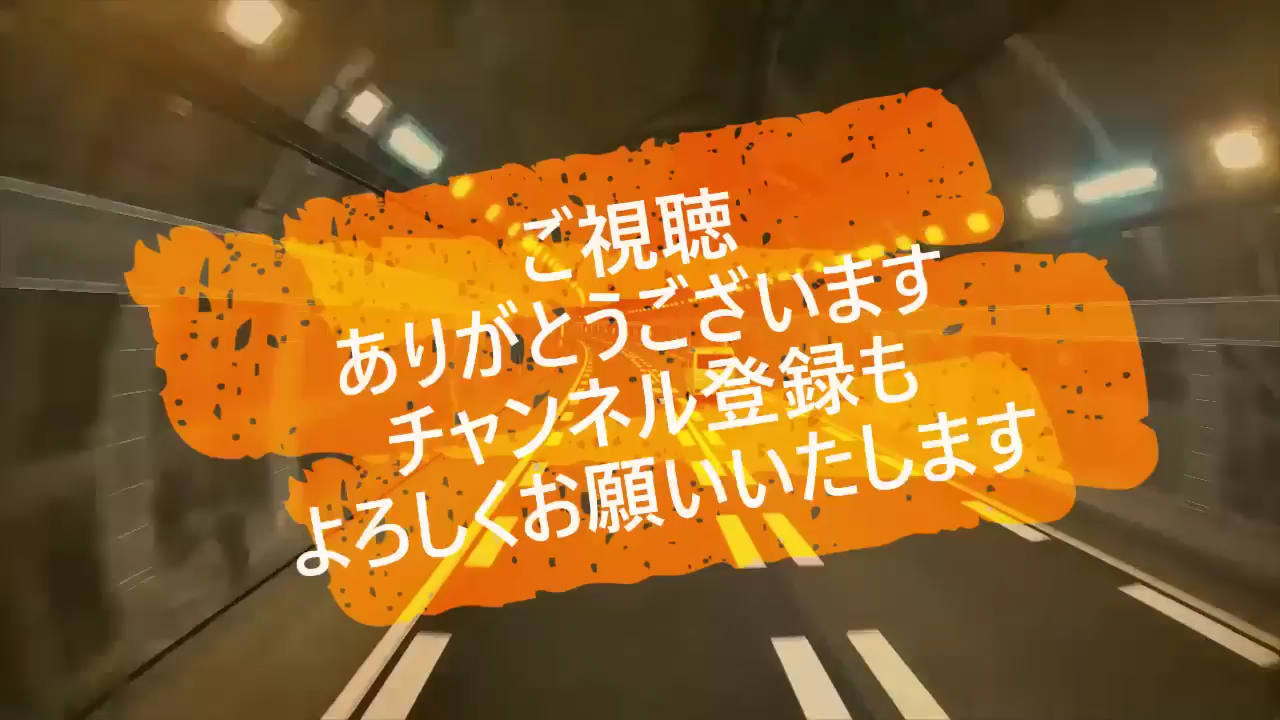 ご視聴
ありがとうございます
チャンネル登録も
よろしくお願いいたします